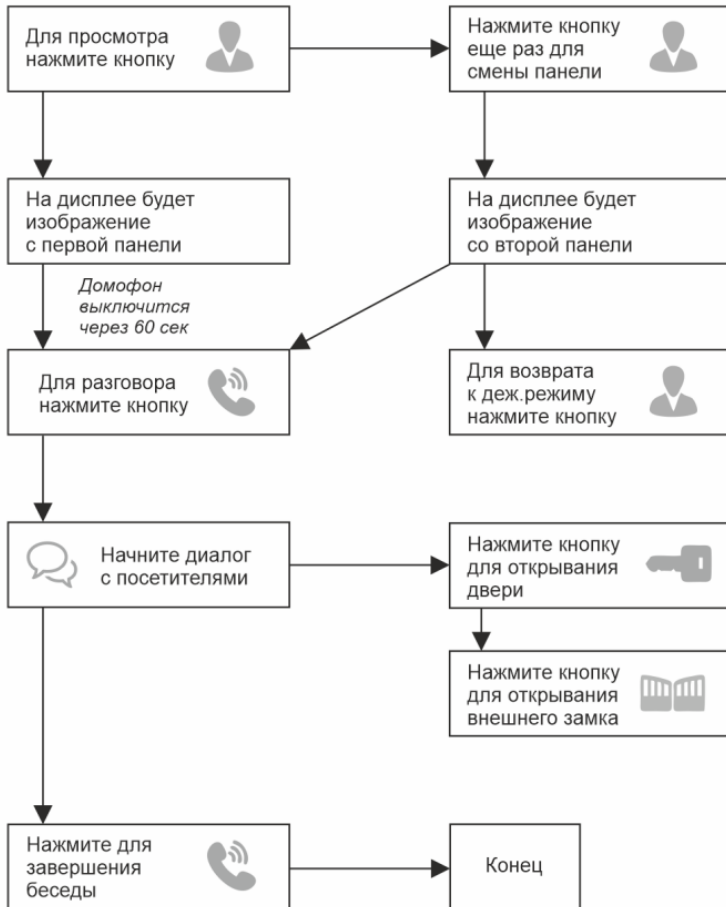 Для просмотра
нажмите кнопку
Нажмите кнопку
еще раз для
смены панели
На дисплее будет
изображение
с первой панели
На дисплее будет
изображение
со второй панели
Домофон
выключится
через 60 сек
Для разговора
нажмите кнопку
Для возврата
к деж.режиму
нажмите кнопку
Начните диалог
с посетителями
Нажмите кнопку
для открывания
двери
Нажмите кнопку
для открывания
внешнего замка
Нажмите для
завершения
беседы
Конец